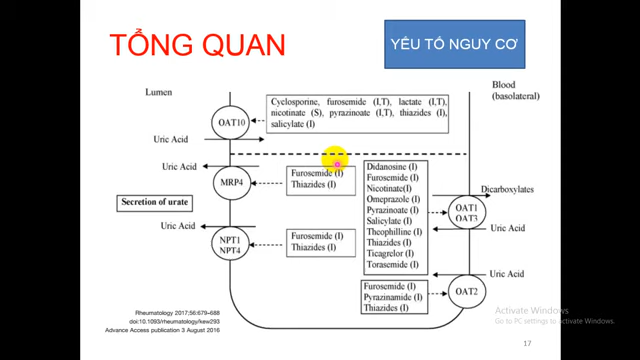 TỔNG QUAN
YẾU TỐ NGUY CƠ
Lumen
Blood
(basolateral)
Cyclosporine, furosemide (I,T), lactate (I,T),
nicotinate (S), pyrazinoate (I,T), thiazides (I),
salicylate (I)
OAT10
Uric Acid
Uric Acid
MRP4
Furosemide (I)
Thiazides (I)
Secretion of urate
Uric Acid
NPT1
NPT4
Furosemide (I)
Thiazides (I)
Didanosine (I)
Furosemide (I)
Nicotinate(I)
Omeprazole (I)
Pyrazinoate (I)
Salicylate (I)
Theophilline (I)
Thiazides (I)
Ticagrelor (I)
Torasemide (I)
Dicarboxylates
OAT1
OAT3
Uric Acid
Uric Acid
Furosemide (I)
Pyrazinamide (I)
Thiazides (I)
OAT2
Rheumatology 2017;56:679–688
doi:10.1093/rheumatology/kew293
Advance Access publication 3 August 2016
Activate Windows
Go to PC settings to activate Windows.
17